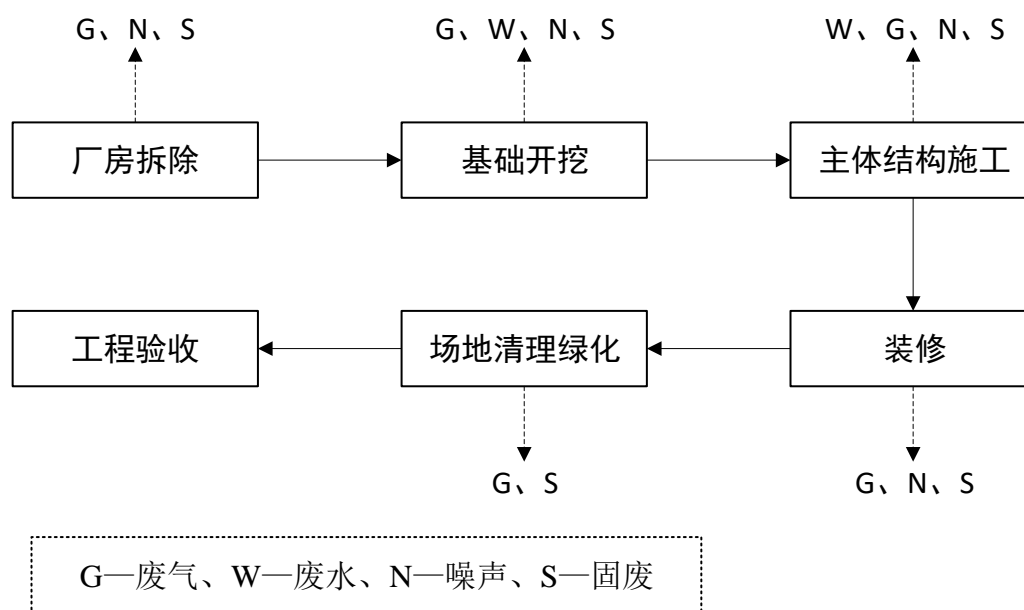 G、N、S
G、W、N、S
W、G、N、S
厂房拆除
基础开挖
主体结构施工
工程验收
场地清理绿化
装修
G、S
G、N、S
G—废气、W—废水、N—噪声、S—固废